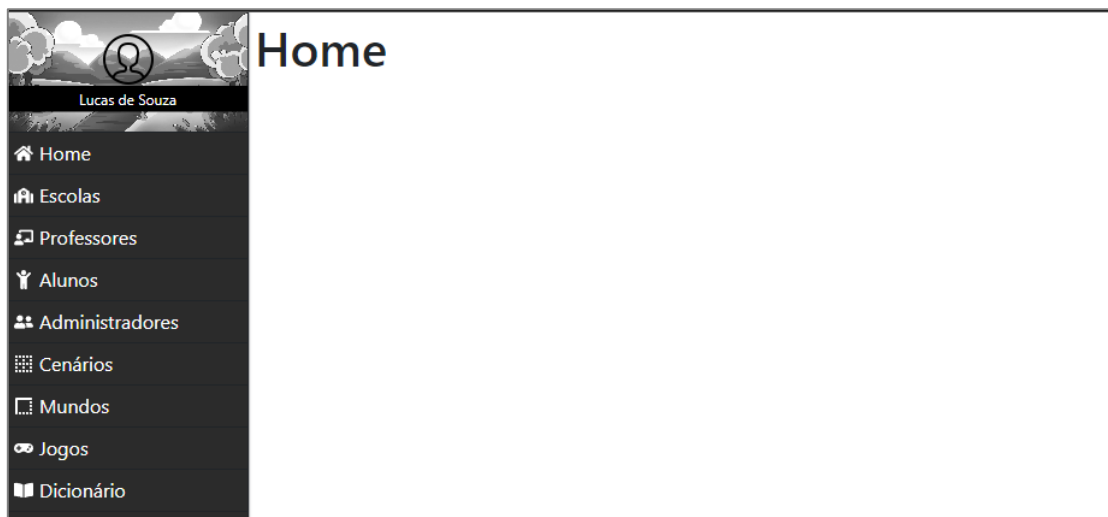 Lucas de Souza
Home
Escolas
Professores
Alunos
Administradores
Cenários
Mundos
Jogos
Dicionário
Home